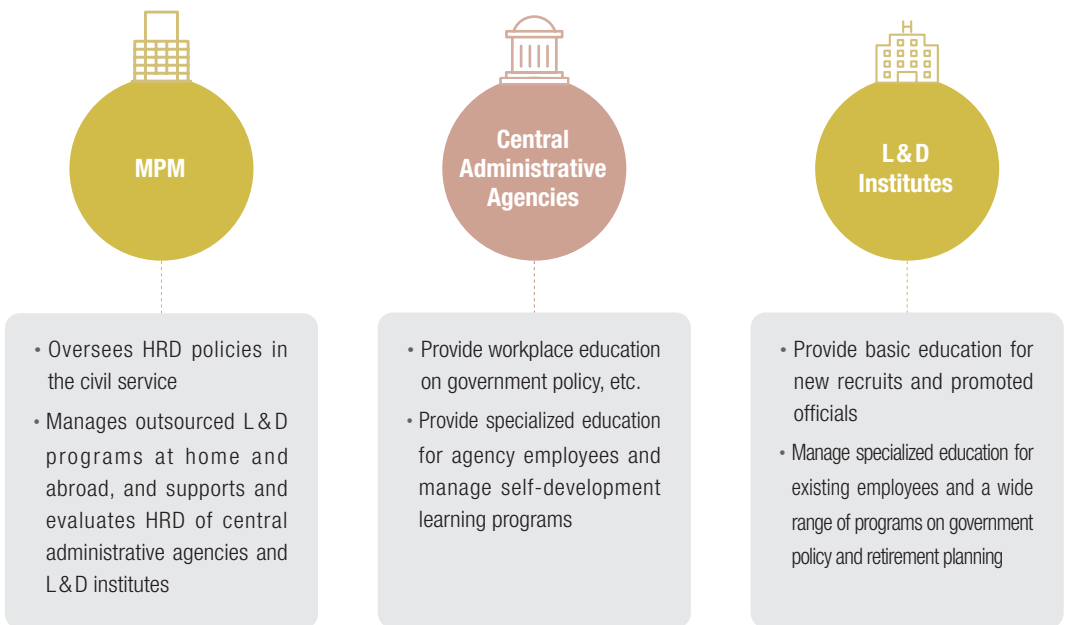 MPM
• Oversees HRD policies in
the civil service
• Manages outsourced L&D
programs at home and
abroad, and supports and
evaluates HRD of central
administrative agencies and
L&D institutes
Central
Administrative
Agencies
• Provide workplace education
on government policy, etc.
• Provide specialized education
for agency employees and
manage self-development
learning programs
L&D
Institutes
• Provide basic education for
new recruits and promoted
officials
• Manage specialized education for
existing employees and a wide
range of programs on government
policy and retirement planning